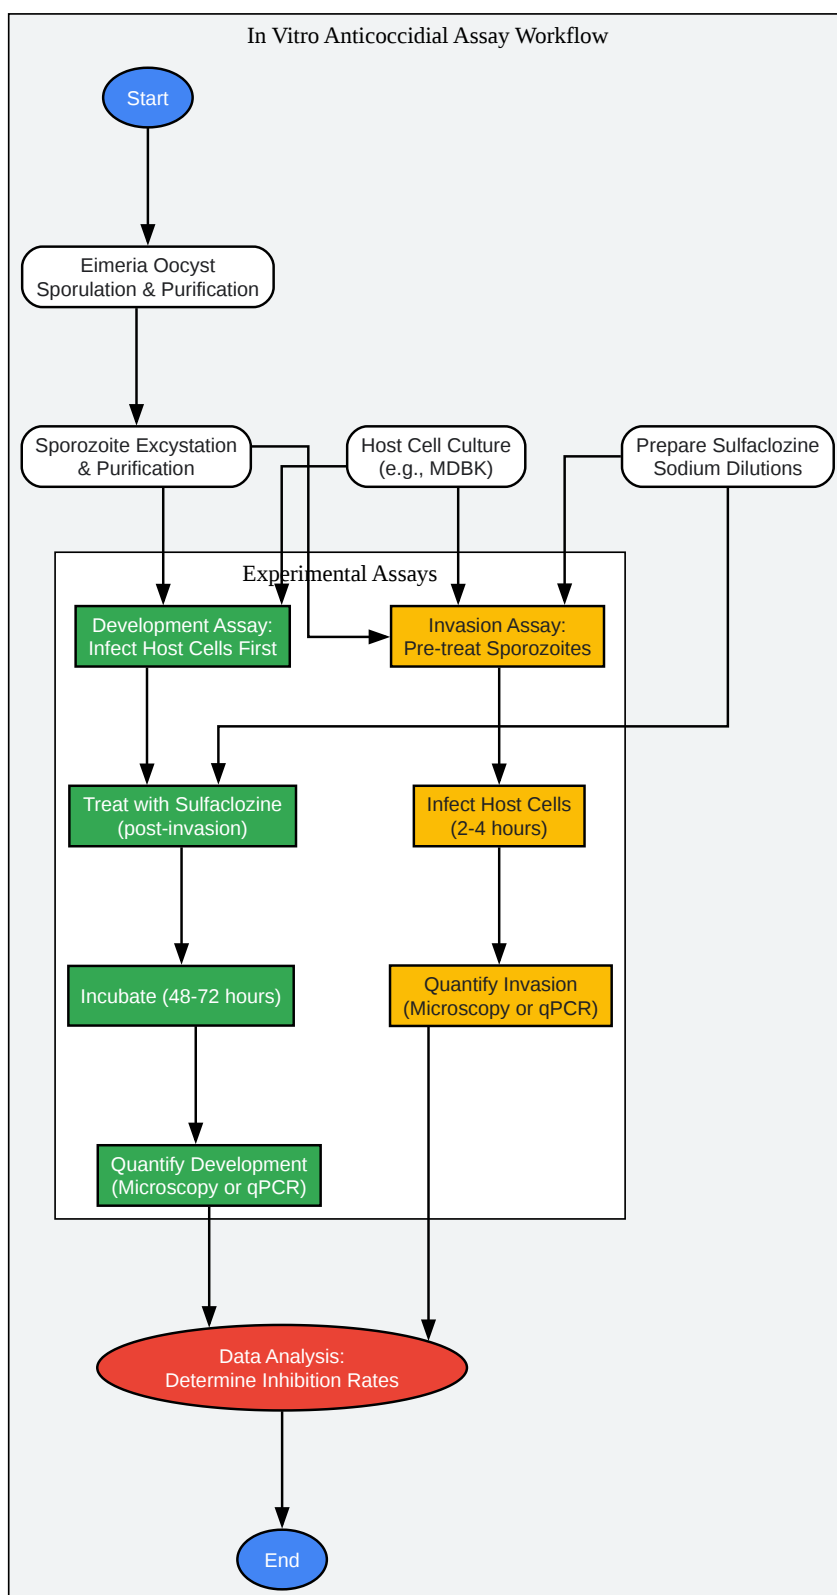 In Vitro Anticoccidial Assay Workflow
Start
Eimeria Oocyst
Sporulation & Purification
Sporozoite Excystation
& Purification
Host Cell Culture
(e.g., MDBK)
Prepare Sulfaclozine
Sodium Dilutions
Experimental Assays
Development Assay:
Infect Host Cells First
Invasion Assay:
Pre-treat Sporozoites
Treat with Sulfaclozine
(post-invasion)
Infect Host Cells
(2-4 hours)
Incubate (48-72 hours)
Quantify Invasion
(Microscopy or qPCR)
Quantify Development
(Microscopy or qPCR)
Data Analysis:
Determine Inhibition Rates
End